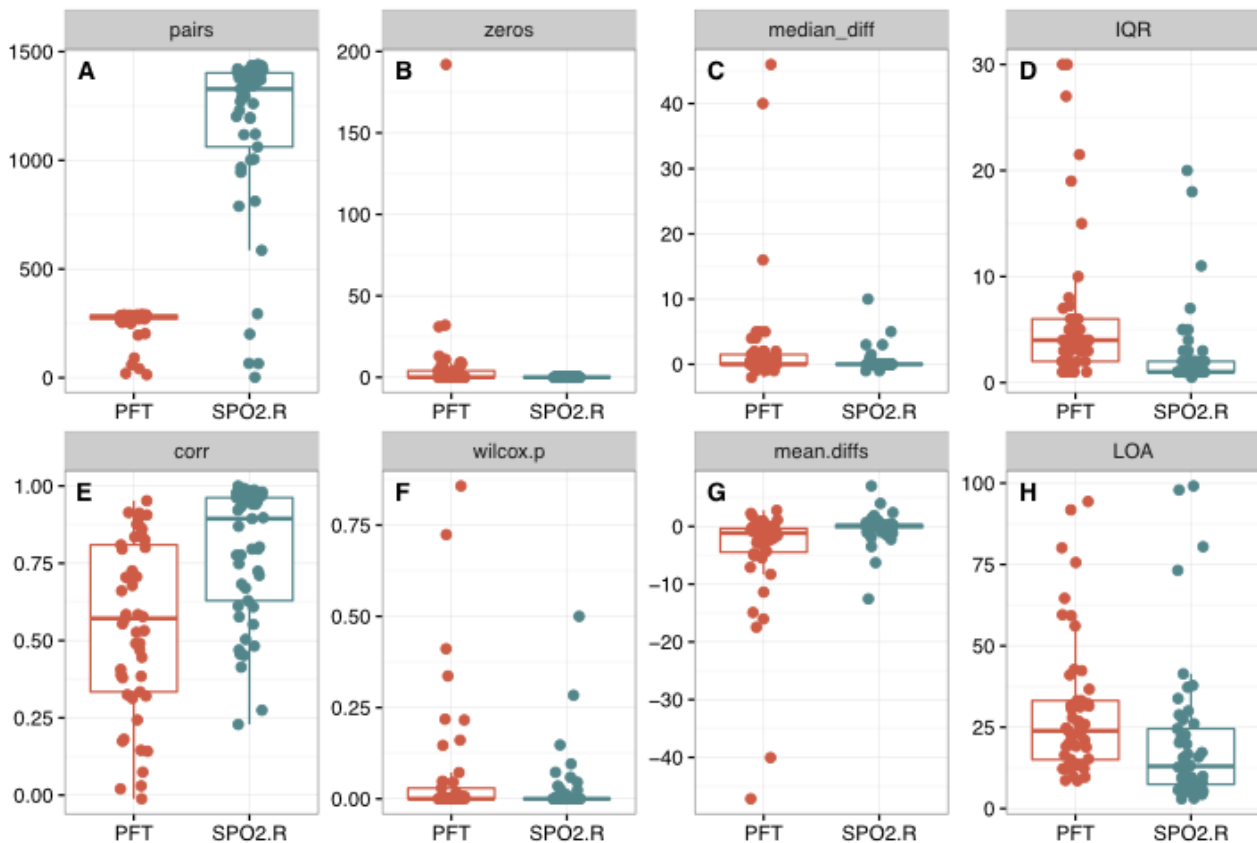 pairs
zeros
median_diff
IQR
A
B
C
D
1500
1000
500
0
200
150
100
50
0
40
30
20
10
0
30
20
10
0
PFT SPO2.R
PFT SPO2.R
PFT SPO2.R
PFT SPO2.R
corr
wilcox.p
mean.diffs
LOA
E
F
G
H
1.00
0.75
0.50
0.25
0.00
0.75
0.50
0.25
0.00
0
−10
−20
−30
−40
100
75
50
25
0
PFT SPO2.R
PFT SPO2.R
PFT SPO2.R
PFT SPO2.R